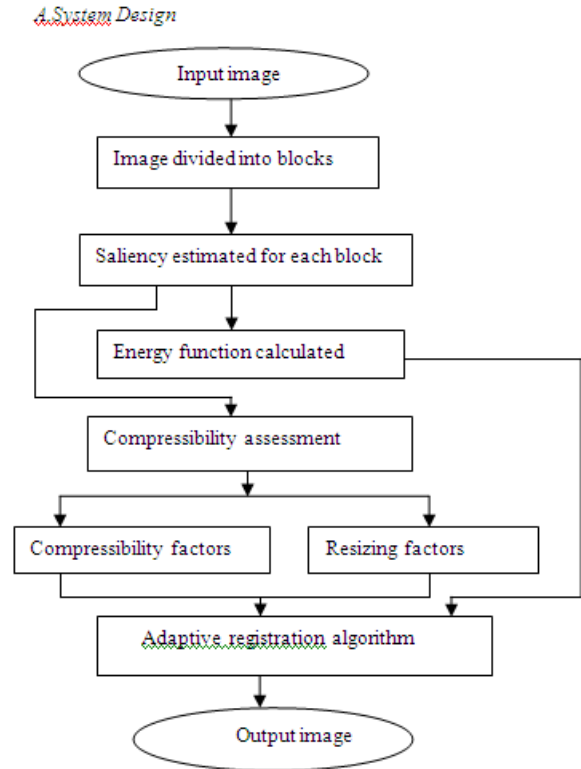 A.System Design
Input image
Image divided into blocks
Saliency estimated for each block
Energy function calculated
Compressibility assessment
Compressibility factors
Resizing factors
Adaptive registration algorithm
Output image